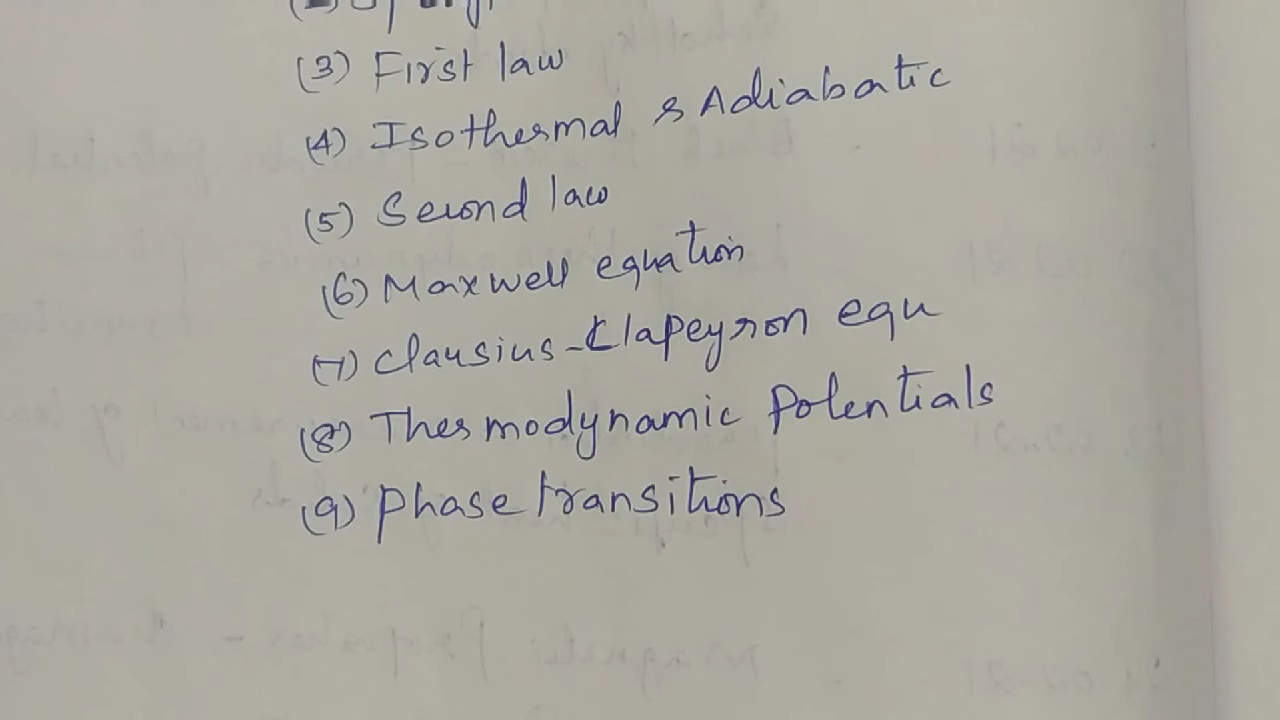 (3) First law
(4) Isothermal & Adiabatic
(5) Second law
(6) Maxwell equation
(7) Clausius-Clapeyron equ
(8) Thermodynamic Potentials
(9) Phase transitions